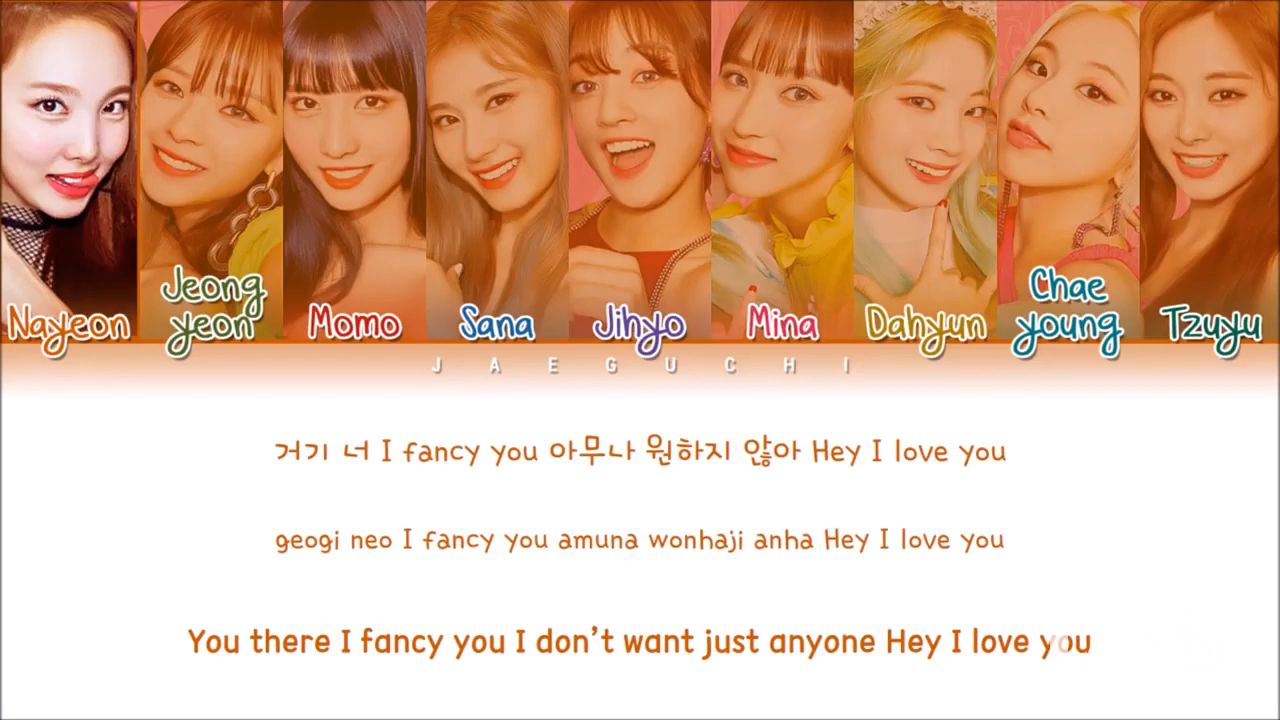 Nayeon
Jeong
yeon
Momo
Sana
Jihyo
Mina
Dahyun
Chae
young
Tzuyu
JAEGUCHI
거기 너 I fancy you 아무나 원하지 않아 Hey I love you
geogi neo I fancy you amuna wonhaji anha Hey I love you
You there I fancy you I don't want just anyone Hey I love you